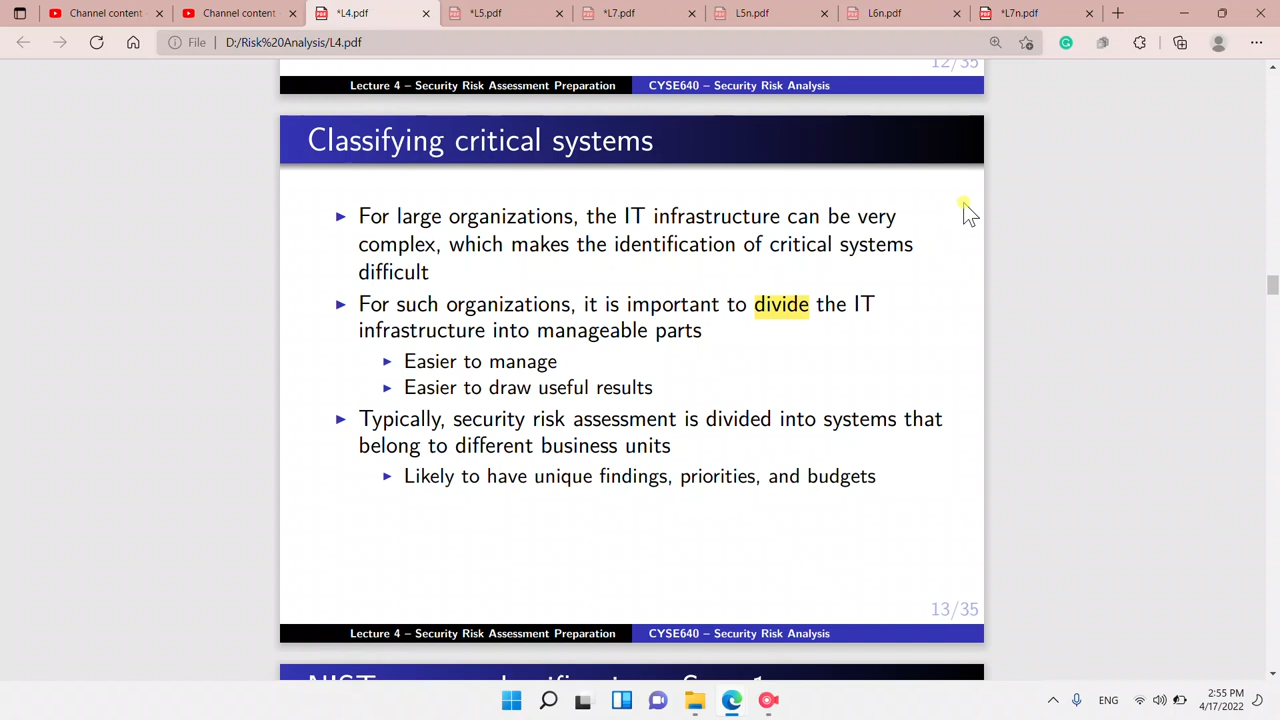 Channel content
Channel content
*L4.pdf
*L5.pdf
*L7.pdf
L5n.pdf
L6n.pdf
*L7n.pdf
File
D:/Risk%20Analysis/L4.pdf
12/35
Lecture 4 – Security Risk Assessment Preparation
CYSE640 – Security Risk Analysis
Classifying critical systems
For large organizations, the IT infrastructure can be very
complex, which makes the identification of critical systems
difficult
For such organizations, it is important to divide the IT
infrastructure into manageable parts
Easier to manage
Easier to draw useful results
Typically, security risk assessment is divided into systems that
belong to different business units
Likely to have unique findings, priorities, and budgets
13/35
Lecture 4 – Security Risk Assessment Preparation
CYSE640 – Security Risk Analysis
ENG
2:55 PM
4/17/2022